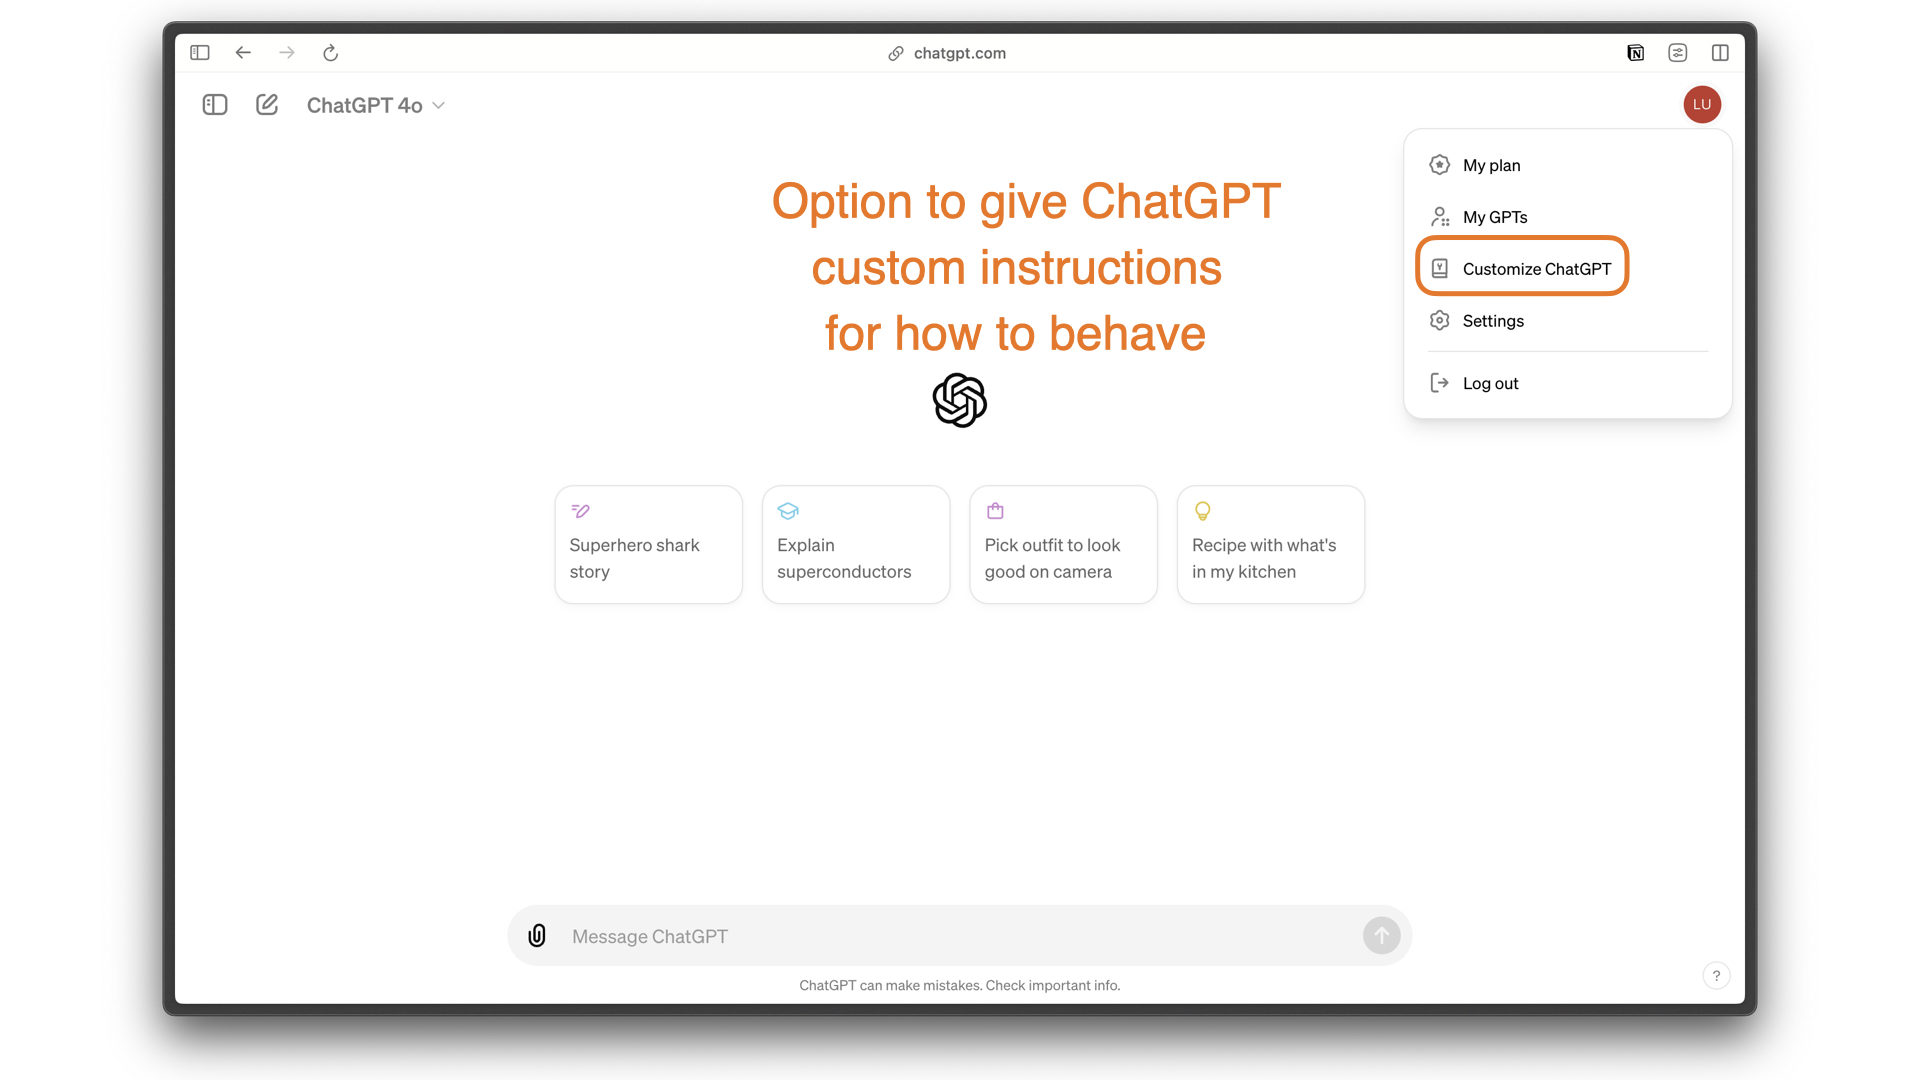 chatgpt.com
ChatGPT 4o
LU
My plan
My GPTs
Customize ChatGPT
Settings
Log out
Option to give ChatGPT
custom instructions
for how to behave
Superhero shark
story
Explain
superconductors
Pick outfit to look
good on camera
Recipe with what's
in my kitchen
Message ChatGPT
ChatGPT can make mistakes. Check important info.
?